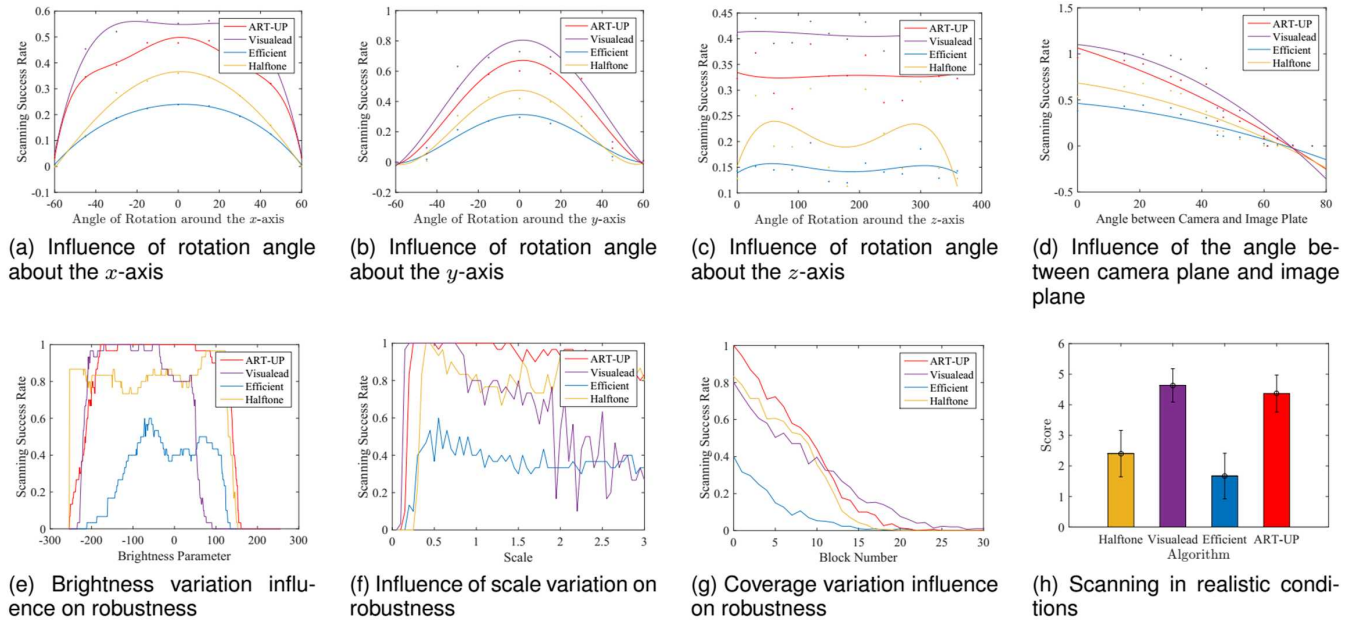 Scanning Success Rate
0.6
0.5
0.4
0.3
0.2
0.1
0
0.1
-60 -40 -20 0 20 40 60
Angle of Rotation around the x-axis
ART-UP
Visualead
Efficient
Halftone
(a) Influence of rotation angle
about the x-axis
Scanning Success Rate
1
0.8
0.6
0.4
0.2
0
0.2
-60 -40 -20 0 20 40 60
Angle of Rotation around the y-axis
ART-UP
Visualead
Efficient
Halftone
(b) Influence of rotation angle
about the y-axis
Scanning Success Rate
0.45
0.4
0.35
0.3
0.25
0.2
0.15
0.1
0 100 200 300 400
Angle of Rotation around the z-axis
ART-UP
Visualead
Efficient
Halftone
(c) Influence of rotation angle
about the z-axis
Scanning Success Rate
1
0.5
0
-0.5
0 20 40 60 80
Angle between Camera and Image Plate
ART-UP
Visualead
Efficient
Halftone
(d) Influence of the angle be-
tween camera plane and image
plane
Scanning Success Rate
1
0.8
0.6
0.4
0.4
0
-300 -200 -100 0 100 200 300
Brightness Parameter
ART-UP
Visualead
Efficient
Halftone
(e) Brightness variation influ-
ence on robustness
Scanning Success Rate
1
0.8
0.6
0.4
0.4
0
0 0.5 1 1.5 2 2.5 3
Scale
ART-UP
Visualead
Efficient
Halftone
(f) Influence of scale variation on
robustness
Scanning Success Rate
1
0.8
0.6
0.4
0.4
0
0 5 10 15 20 25 30
Block Number
ART-UP
Visualead
Efficient
Halftone
(g) Coverage variation influence
on robustness
Score
6
5
4
3
2
1
0
Halftone Visualead Efficient ART-UP
Algorithm
(h) Scanning in realistic condi-
tions